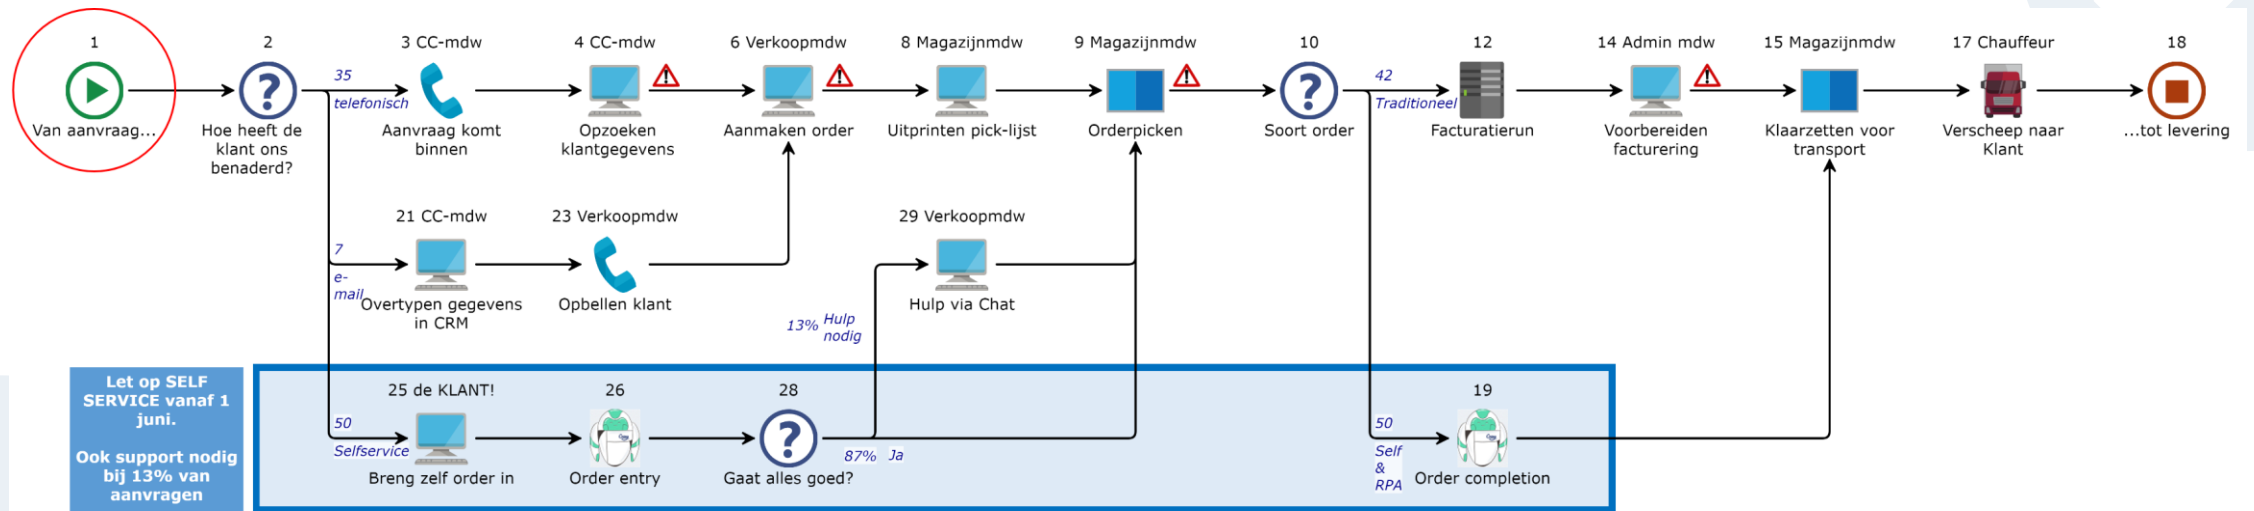 1
Van aanvraag...
2
Hoe heeft de
klant ons
benaderd?
35
telefonisch
3 CC-mdw
Aanvraag komt
binnen
4 CC-mdw
Opzoeken
klantgegevens
6 Verkoopmdw
Aanmaken order
8 Magazijnmdw
Uitprinten pick-lijst
9 Magazijnmdw
Orderpicken
10
Soort order
42
Traditioneel
12
Facturatierun
14 Admin mdw
Voorbereiden
facturering
15 Magazijnmdw
Klaarzetten voor
transport
17 Chauffeur
Verscheep naar
Klant
18
...tot levering
7
e-
mail
21 CC-mdw
Overtypen gegevens
in CRM
23 Verkoopmdw
Opbellen klant
29 Verkoopmdw
Hulp via Chat
13% Hulp
nodig
Let op SELF
SERVICE vanaf 1
juni.
Ook support nodig
bij 13% van
aanvragen
50
Selfservice
25 de KLANT!
Breng zelf order in
26
Order entry
28
Gaat alles goed?
87% Ja
50
Self
&
RPA
19
Order completion